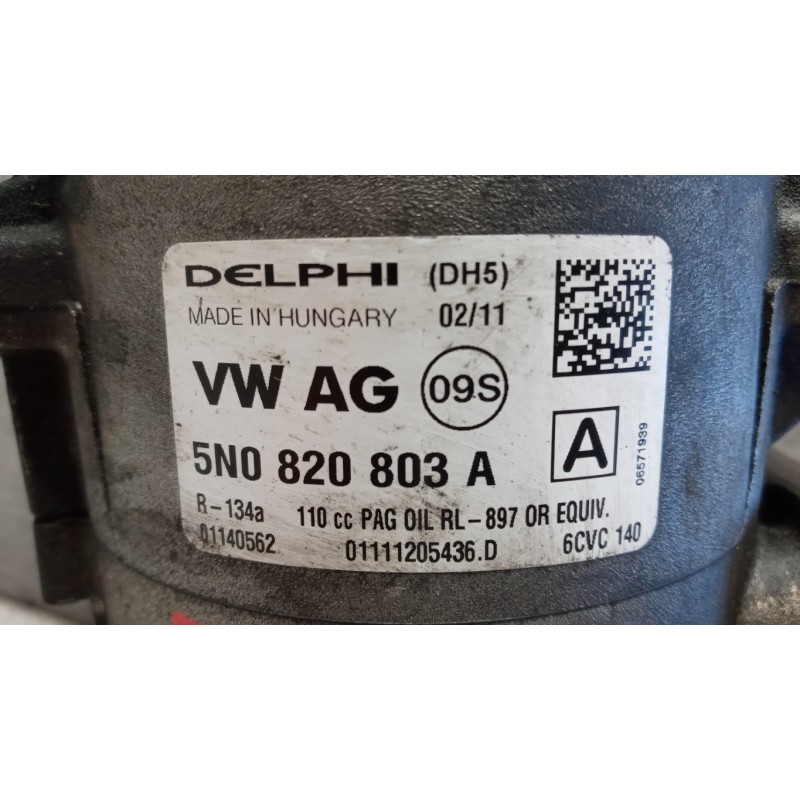 DELPHI (DH5)
MADE IN HUNGARY 02/11
VW AG 09S
5N0 820 803 A A
06571939
R-134a 110 cc PAG OIL RL-897 OR EQUIV.
01140562 01111205436.D 6CVC 140